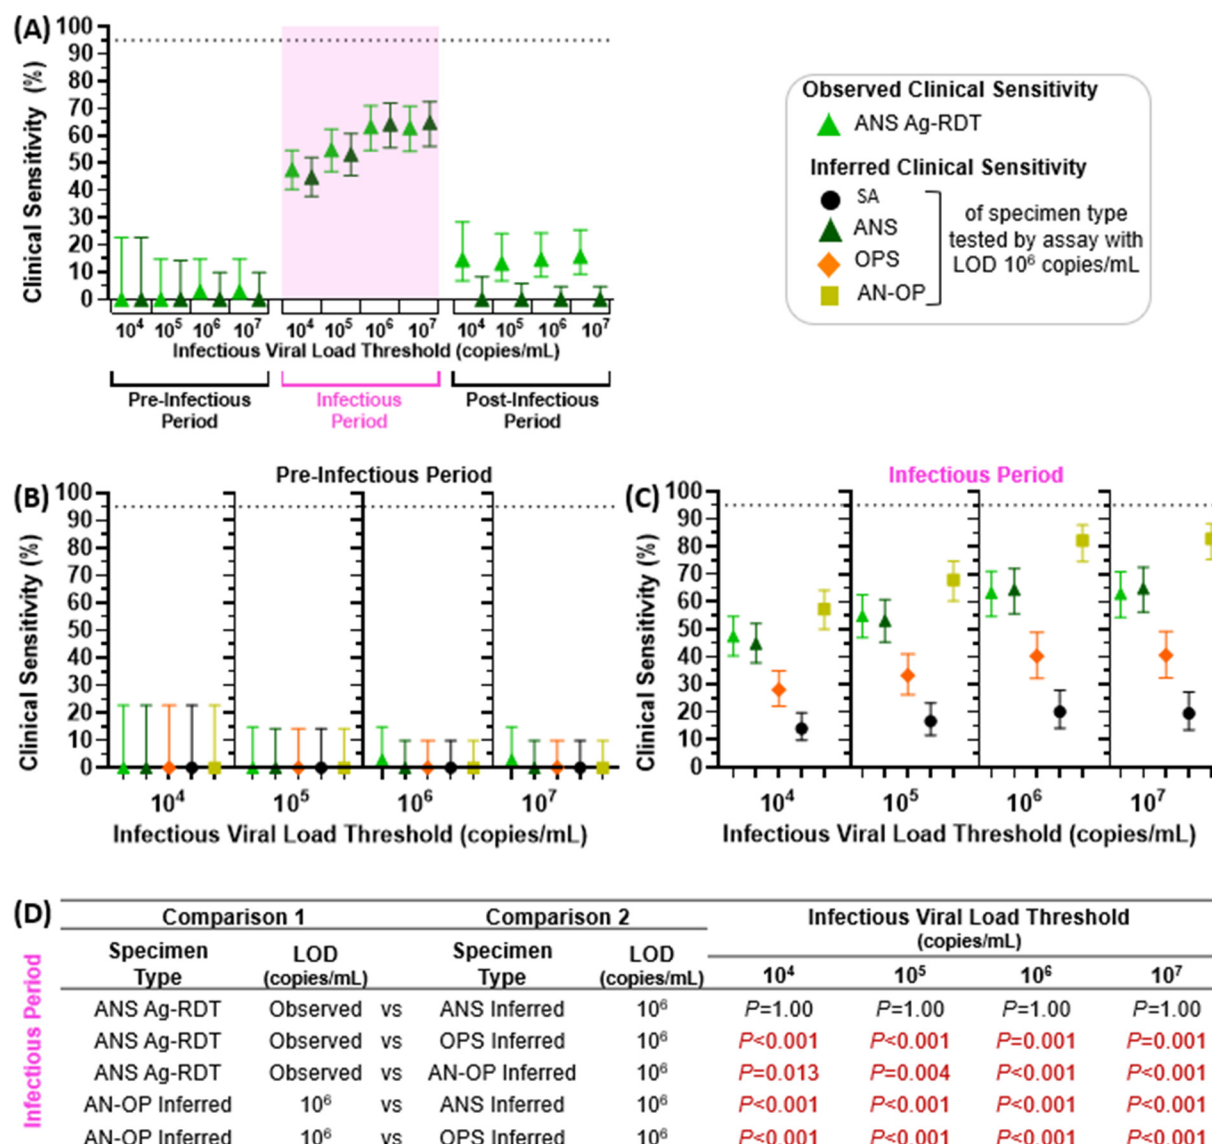 (A)
100
90
80
70
60
50
40
30
20
10
0
Clinical Sensitivity (%)
10⁴ 10⁵ 10⁶ 10⁷ 10⁴ 10⁵ 10⁶ 10⁷ 10⁴ 10⁵ 10⁶ 10⁷
Infectious Viral Load Threshold (copies/mL)
Pre-Infectious Period
Infectious Period
Post-Infectious Period
Observed Clinical Sensitivity
ANS Ag-RDT
Inferred Clinical Sensitivity
SA
ANS
OPS
AN-OP
of specimen type
tested by assay with
LOD 10⁶ copies/mL
(B)
Pre-Infectious Period
100
90
80
70
60
50
40
30
20
10
0
Clinical Sensitivity (%)
10⁴ 10⁵ 10⁶ 10⁷
Infectious Viral Load Threshold (copies/mL)
(C)
Infectious Period
100
90
80
70
60
50
40
30
20
10
0
Clinical Sensitivity (%)
10⁴ 10⁵ 10⁶ 10⁷
Infectious Viral Load Threshold (copies/mL)
(D)
Infectious Period
Comparison 1 Comparison 2 Infectious Viral Load Threshold
(copies/mL)
Specimen Type LOD (copies/mL) Specimen Type LOD (copies/mL) 10⁴ 10⁵ 10⁶ 10⁷
ANS Ag-RDT Observed vs ANS Inferred 10⁶ P=1.00 P=1.00 P=1.00 P=1.00
ANS Ag-RDT Observed vs OPS Inferred 10⁶ P<0.001 P<0.001 P=0.001 P=0.001
ANS Ag-RDT Observed vs AN-OP Inferred 10⁶ P=0.013 P=0.004 P<0.001 P<0.001
AN-OP Inferred 10⁶ vs ANS Inferred 10⁶ P<0.001 P<0.001 P<0.001 P<0.001
AN-OP Inferred 10⁶ vs OPS Inferred 10⁶ P<0.001 P<0.001 P<0.001 P<0.001